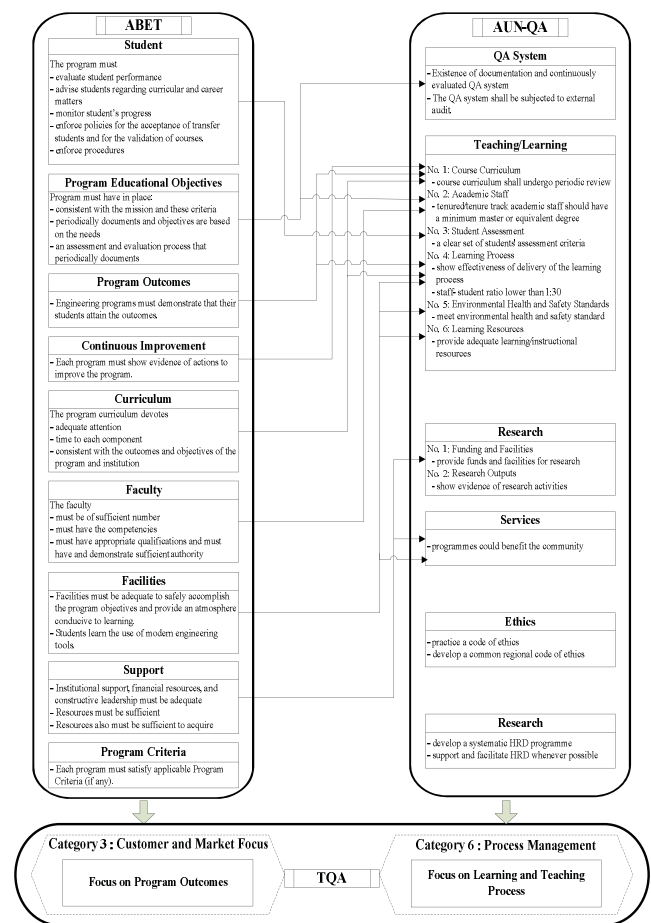 ABET
Student
The program must
- evaluate student performance
- advise students regarding curricular and career
matters
- monitor student's progress
- enforce policies for the acceptance of transfer
students and for the validation of courses.
- enforce procedures
Program Educational Objectives
Program must have in place:
- consistent with the mission and these criteria
- periodically documents and objectives are based
on the needs
- an assessment and evaluation process that
periodically documents
Program Outcomes
- Engineering programs must demonstrate that their
students attain the outcomes.
Continuous Improvement
- Each program must show evidence of actions to
improve the program.
Curriculum
The program curriculum devotes
- adequate attention
- time to each component
- consistent with the outcomes and objectives of the
program and institution
Faculty
The faculty
- must be of sufficient number
- must have the competencies
- must have appropriate qualifications and must
have and demonstrate sufficient authority
Facilities
- Facilities must be adequate to safely accomplish
the program objectives and provide an atmosphere
conducive to learning.
- Students learn the use of modern engineering
tools.
Support
- Institutional support, financial resources, and
constructive leadership must be adequate
- Resources must be sufficient
- Resources also must be sufficient to acquire
Program Criteria
- Each program must satisfy applicable Program
Criteria (if any).
AUN-QA
QA System
- Existence of documentation and continuously
evaluated QA system
- The QA system shall be subjected to external
audit.
Teaching/Learning
No. 1: Course Curriculum
- course curriculum shall undergo periodic review
No. 2: Academic Staff
- tenured/tenure track academic staff should have
a minimum master or equivalent degree
No. 3: Student Assessment
- a clear set of students' assessment criteria
No. 4: Learning Process
- show effectiveness of delivery of the learning
process
- staff- student ratio lower than 1:30
No. 5: Environmental Health and Safety Standards
- meet environmental health and safety standard
No. 6: Learning Resources
- provide adequate learning/instructional
resources
Research
No. 1: Funding and Facilities
- provide funds and facilities for research
No. 2: Research Outputs
- show evidence of research activities
Services
- programmes could benefit the community
Ethics
- practice a code of ethics
- develop a common regional code of ethics
Research
- develop a systematic HRD programme
- support and facilitate HRD whenever possible
Category 3 : Customer and Market Focus
Focus on Program Outcomes
TQA
Category 6 : Process Management
Focus on Learning and Teaching
Process